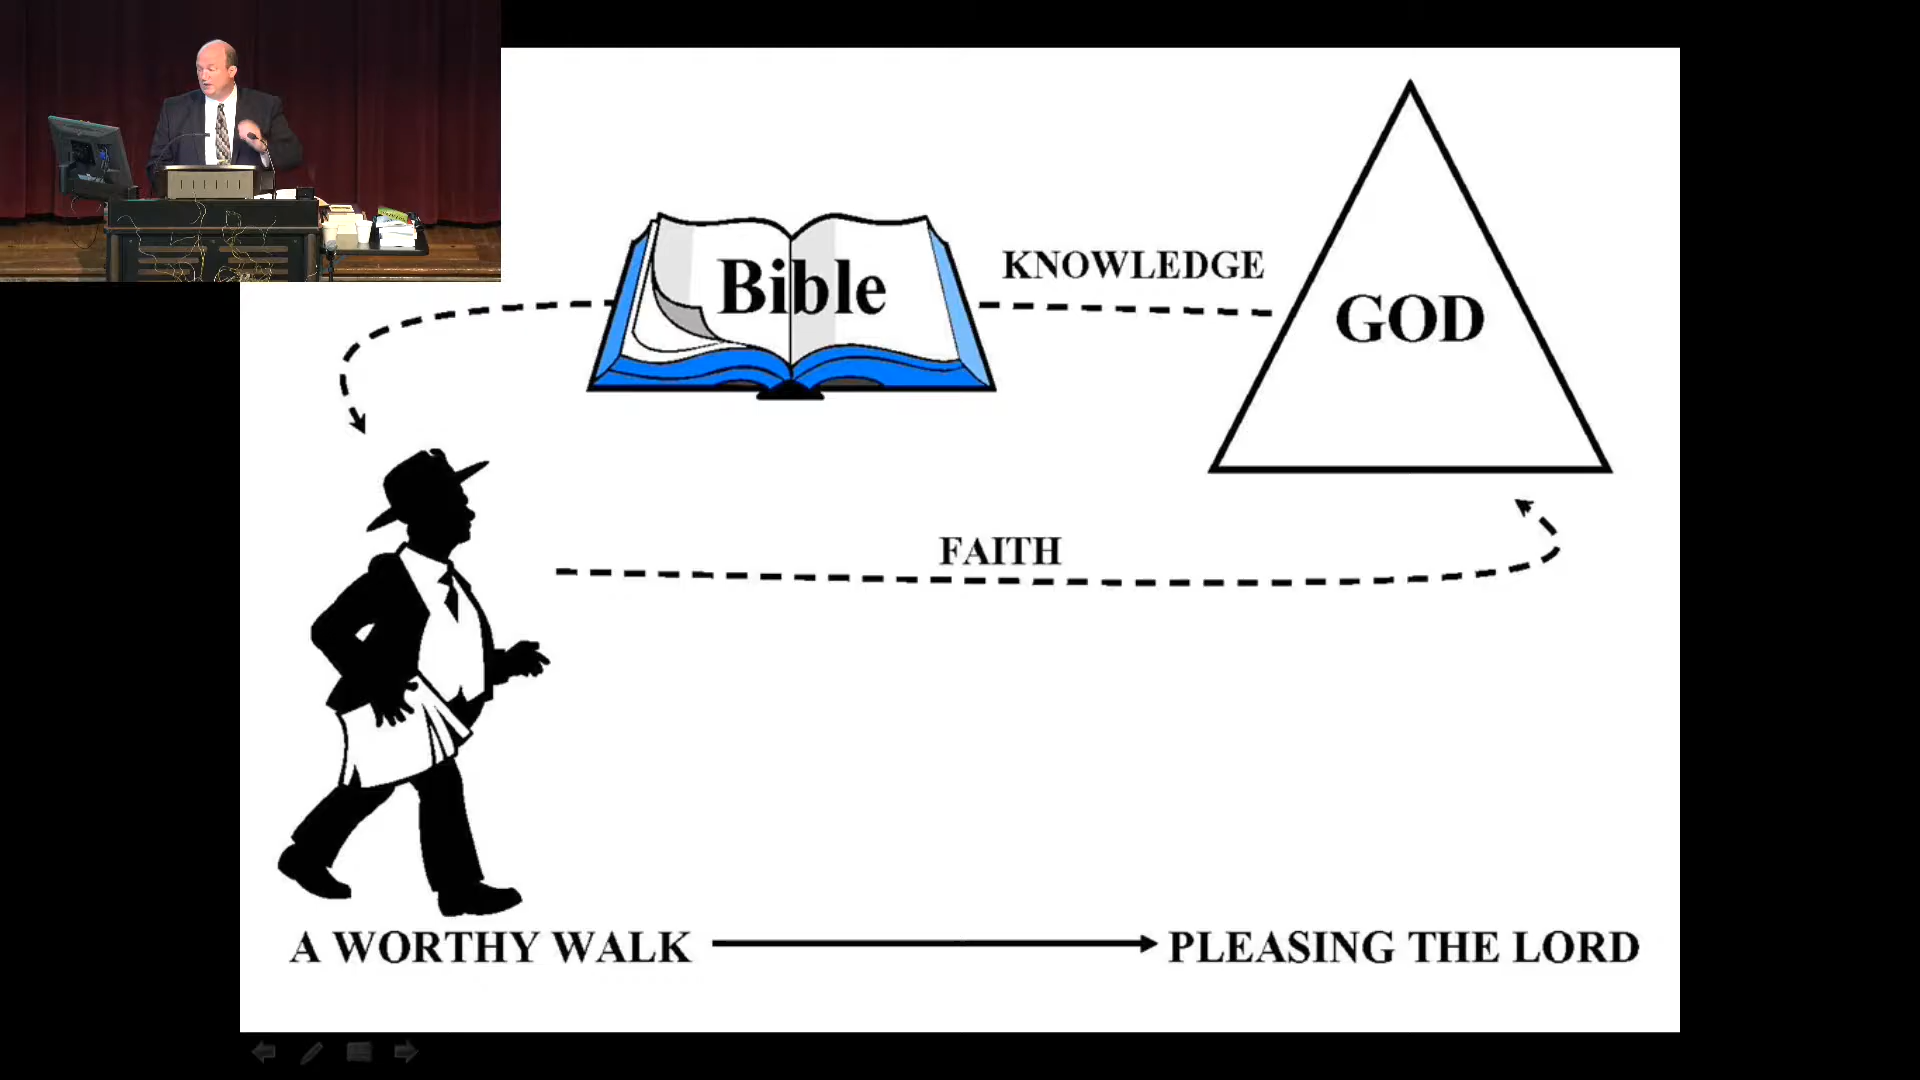 KNOWLEDGE
Bible
GOD
FAITH
A WORTHY WALK
PLEASING THE LORD